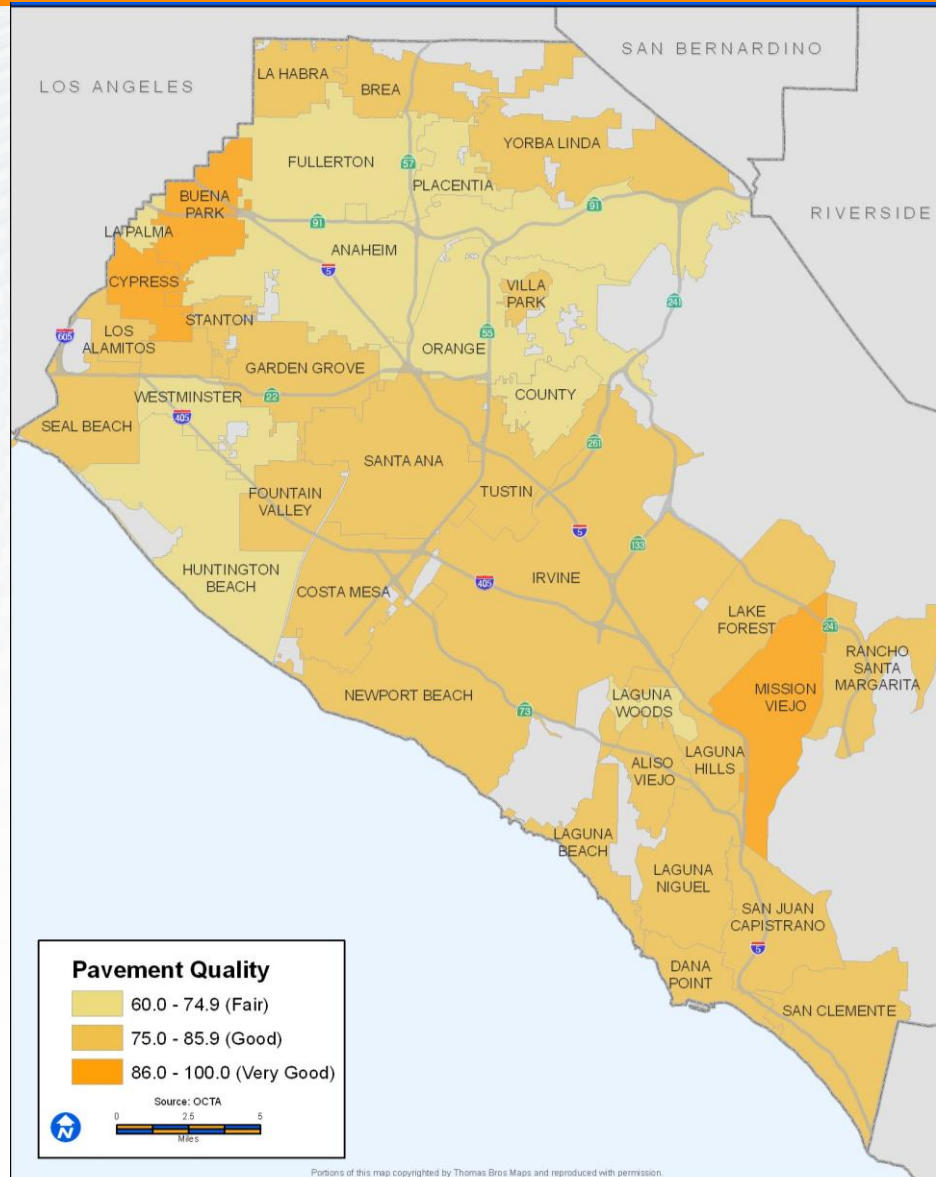 SAN BERNARDINO
LOS ANGELES
RIVERSIDE
LA HABRA
BREA
YORBA LINDA
FULLERTON
57
PLACENTIA
BUENA
PARK
91
91
LA PALMA
ANAHEIM
5
241
CYPRESS
VILLA
PARK
STANTON
605
LOS
ALAMITOS
55
ORANGE
GARDEN GROVE
COUNTY
WESTMINSTER
22
405
SEAL BEACH
261
SANTA ANA
TUSTIN
FOUNTAIN
VALLEY
5
133
HUNTINGTON
BEACH
COSTA MESA
405
IRVINE
LAKE
FOREST
241
RANCHO
SANTA
MARGARITA
MISSION
VIEJO
NEWPORT BEACH
73
LAGUNA
WOODS
LAGUNA
HILLS
ALISO
VIEJO
LAGUNA
BEACH
LAGUNA
NIGUEL
SAN JUAN
CAPISTRANO
5
DANA
POINT
SAN CLEMENTE
Pavement Quality
60.0 - 74.9 (Fair)
75.0 - 85.9 (Good)
86.0 - 100.0 (Very Good)
Source: OCTA
0 2.5 5
Miles
N
Portions of this map copyrighted by Thomas Bros Maps and reproduced with permission.